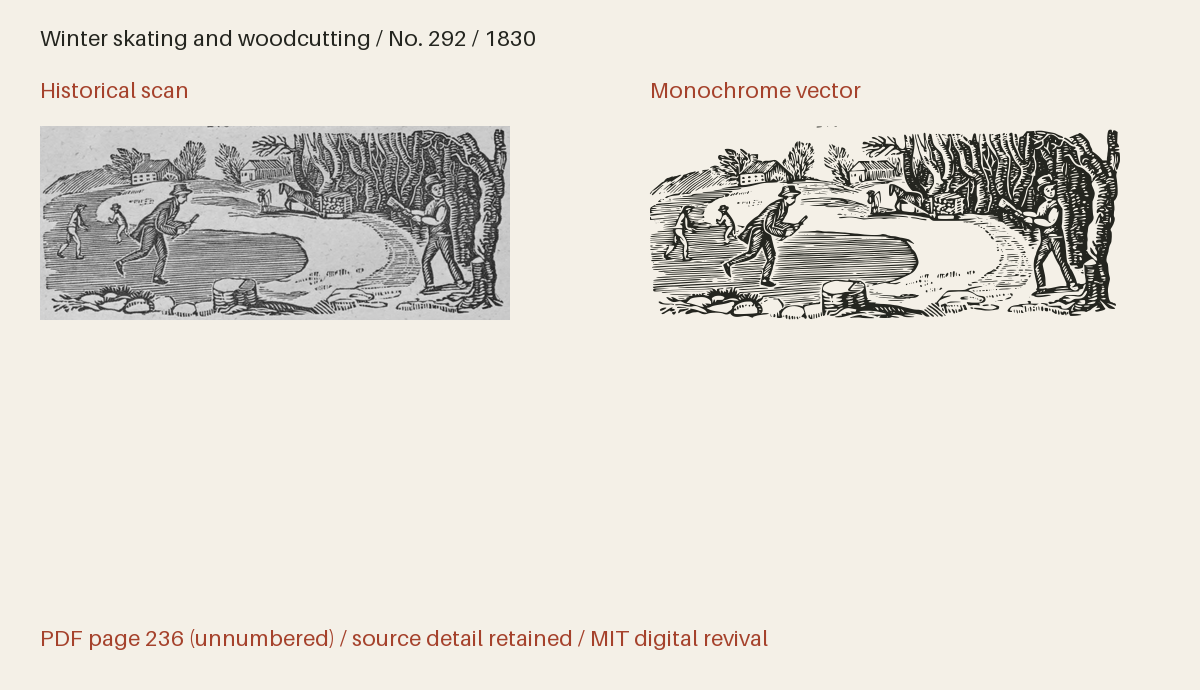 Winter skating and woodcutting / No. 292 / 1830
Historical scan
Monochrome vector
PDF page 236 (unnumbered) / source detail retained / MIT digital revival